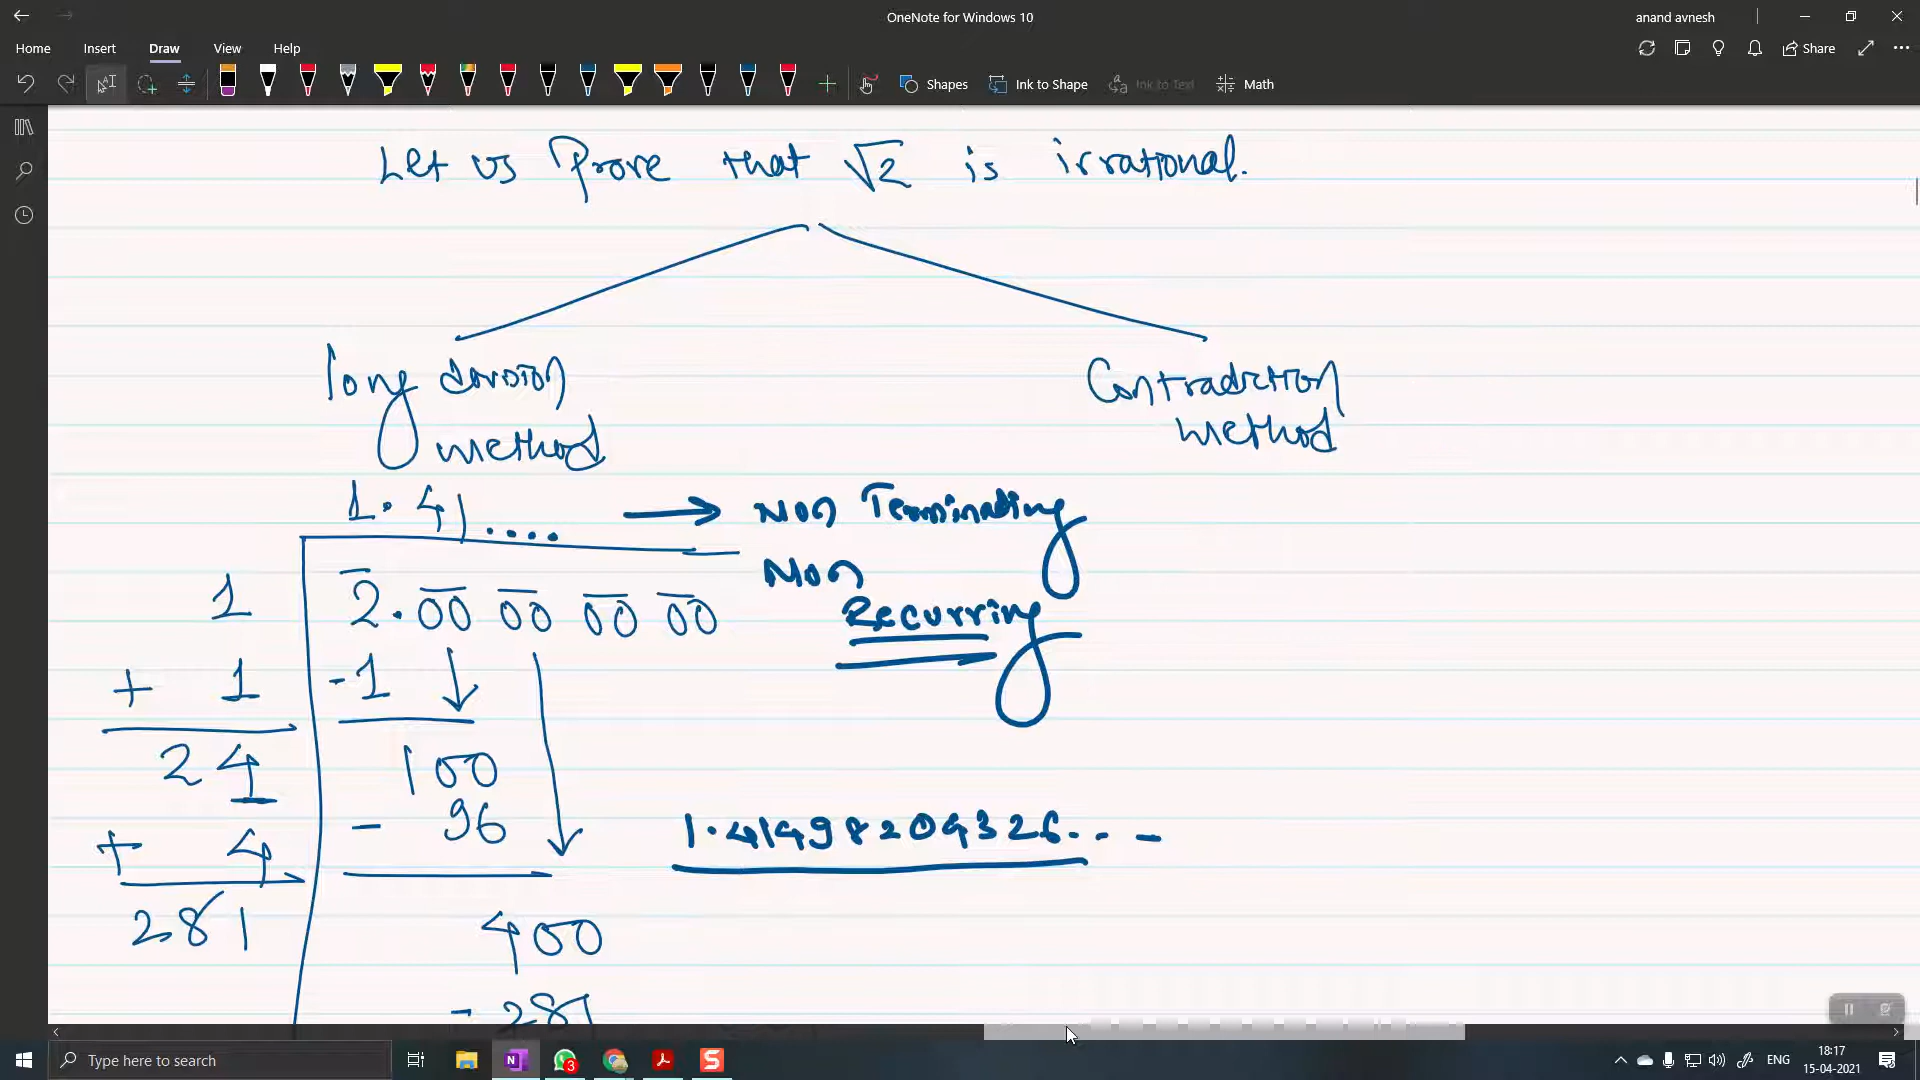 OneNote for Windows 10
anand avnesh
Home Insert Draw View Help
Share
Shapes
Ink to Shape
Ink to Text
Math
Let us Prove that √2 is irrational.
long division method
Contradiction method
1.41.... → Non Terminating
Non Recurring
1 2.00 00 00 00
+ 1 -1
24 100
+ 4 - 96
1.41498204326...-
281 400
- 281
Type here to search
3
ENG
18:17
15-04-2021